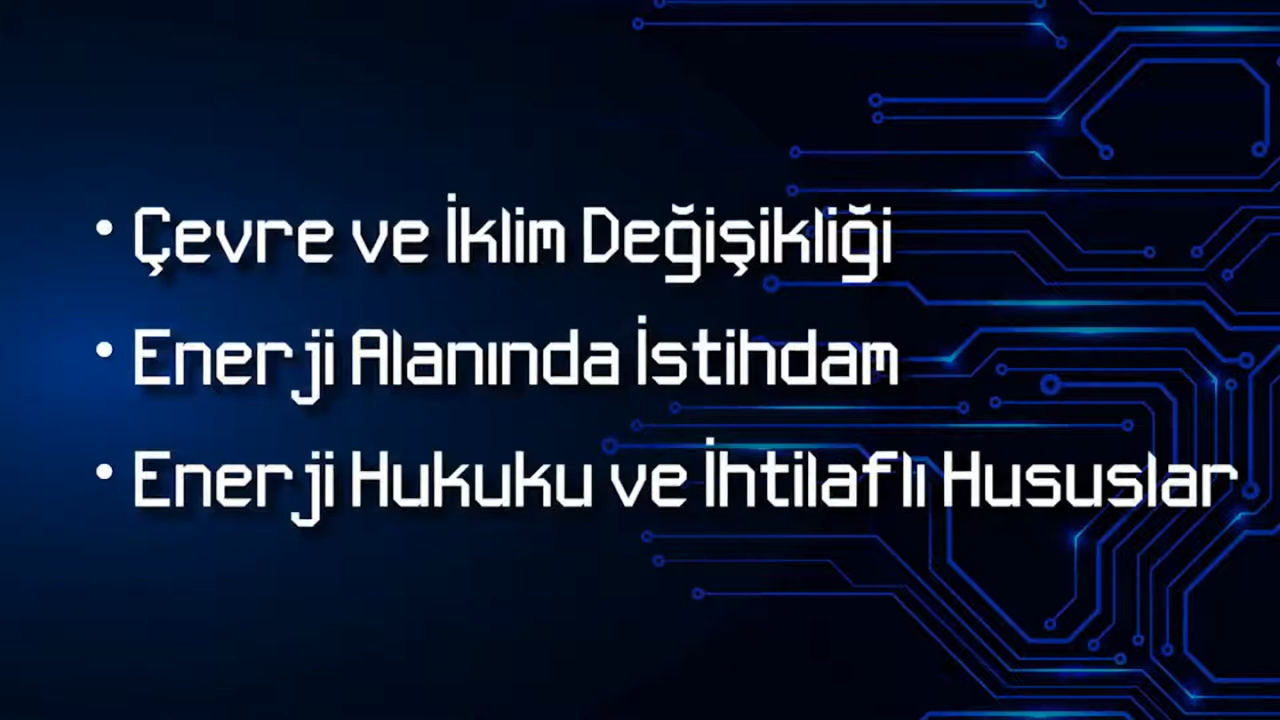 • Çevre ve İklim Değişikliği
• Enerji Alanında İstihdam
• Enerji Hukuku ve İhtilaflı Hususlar